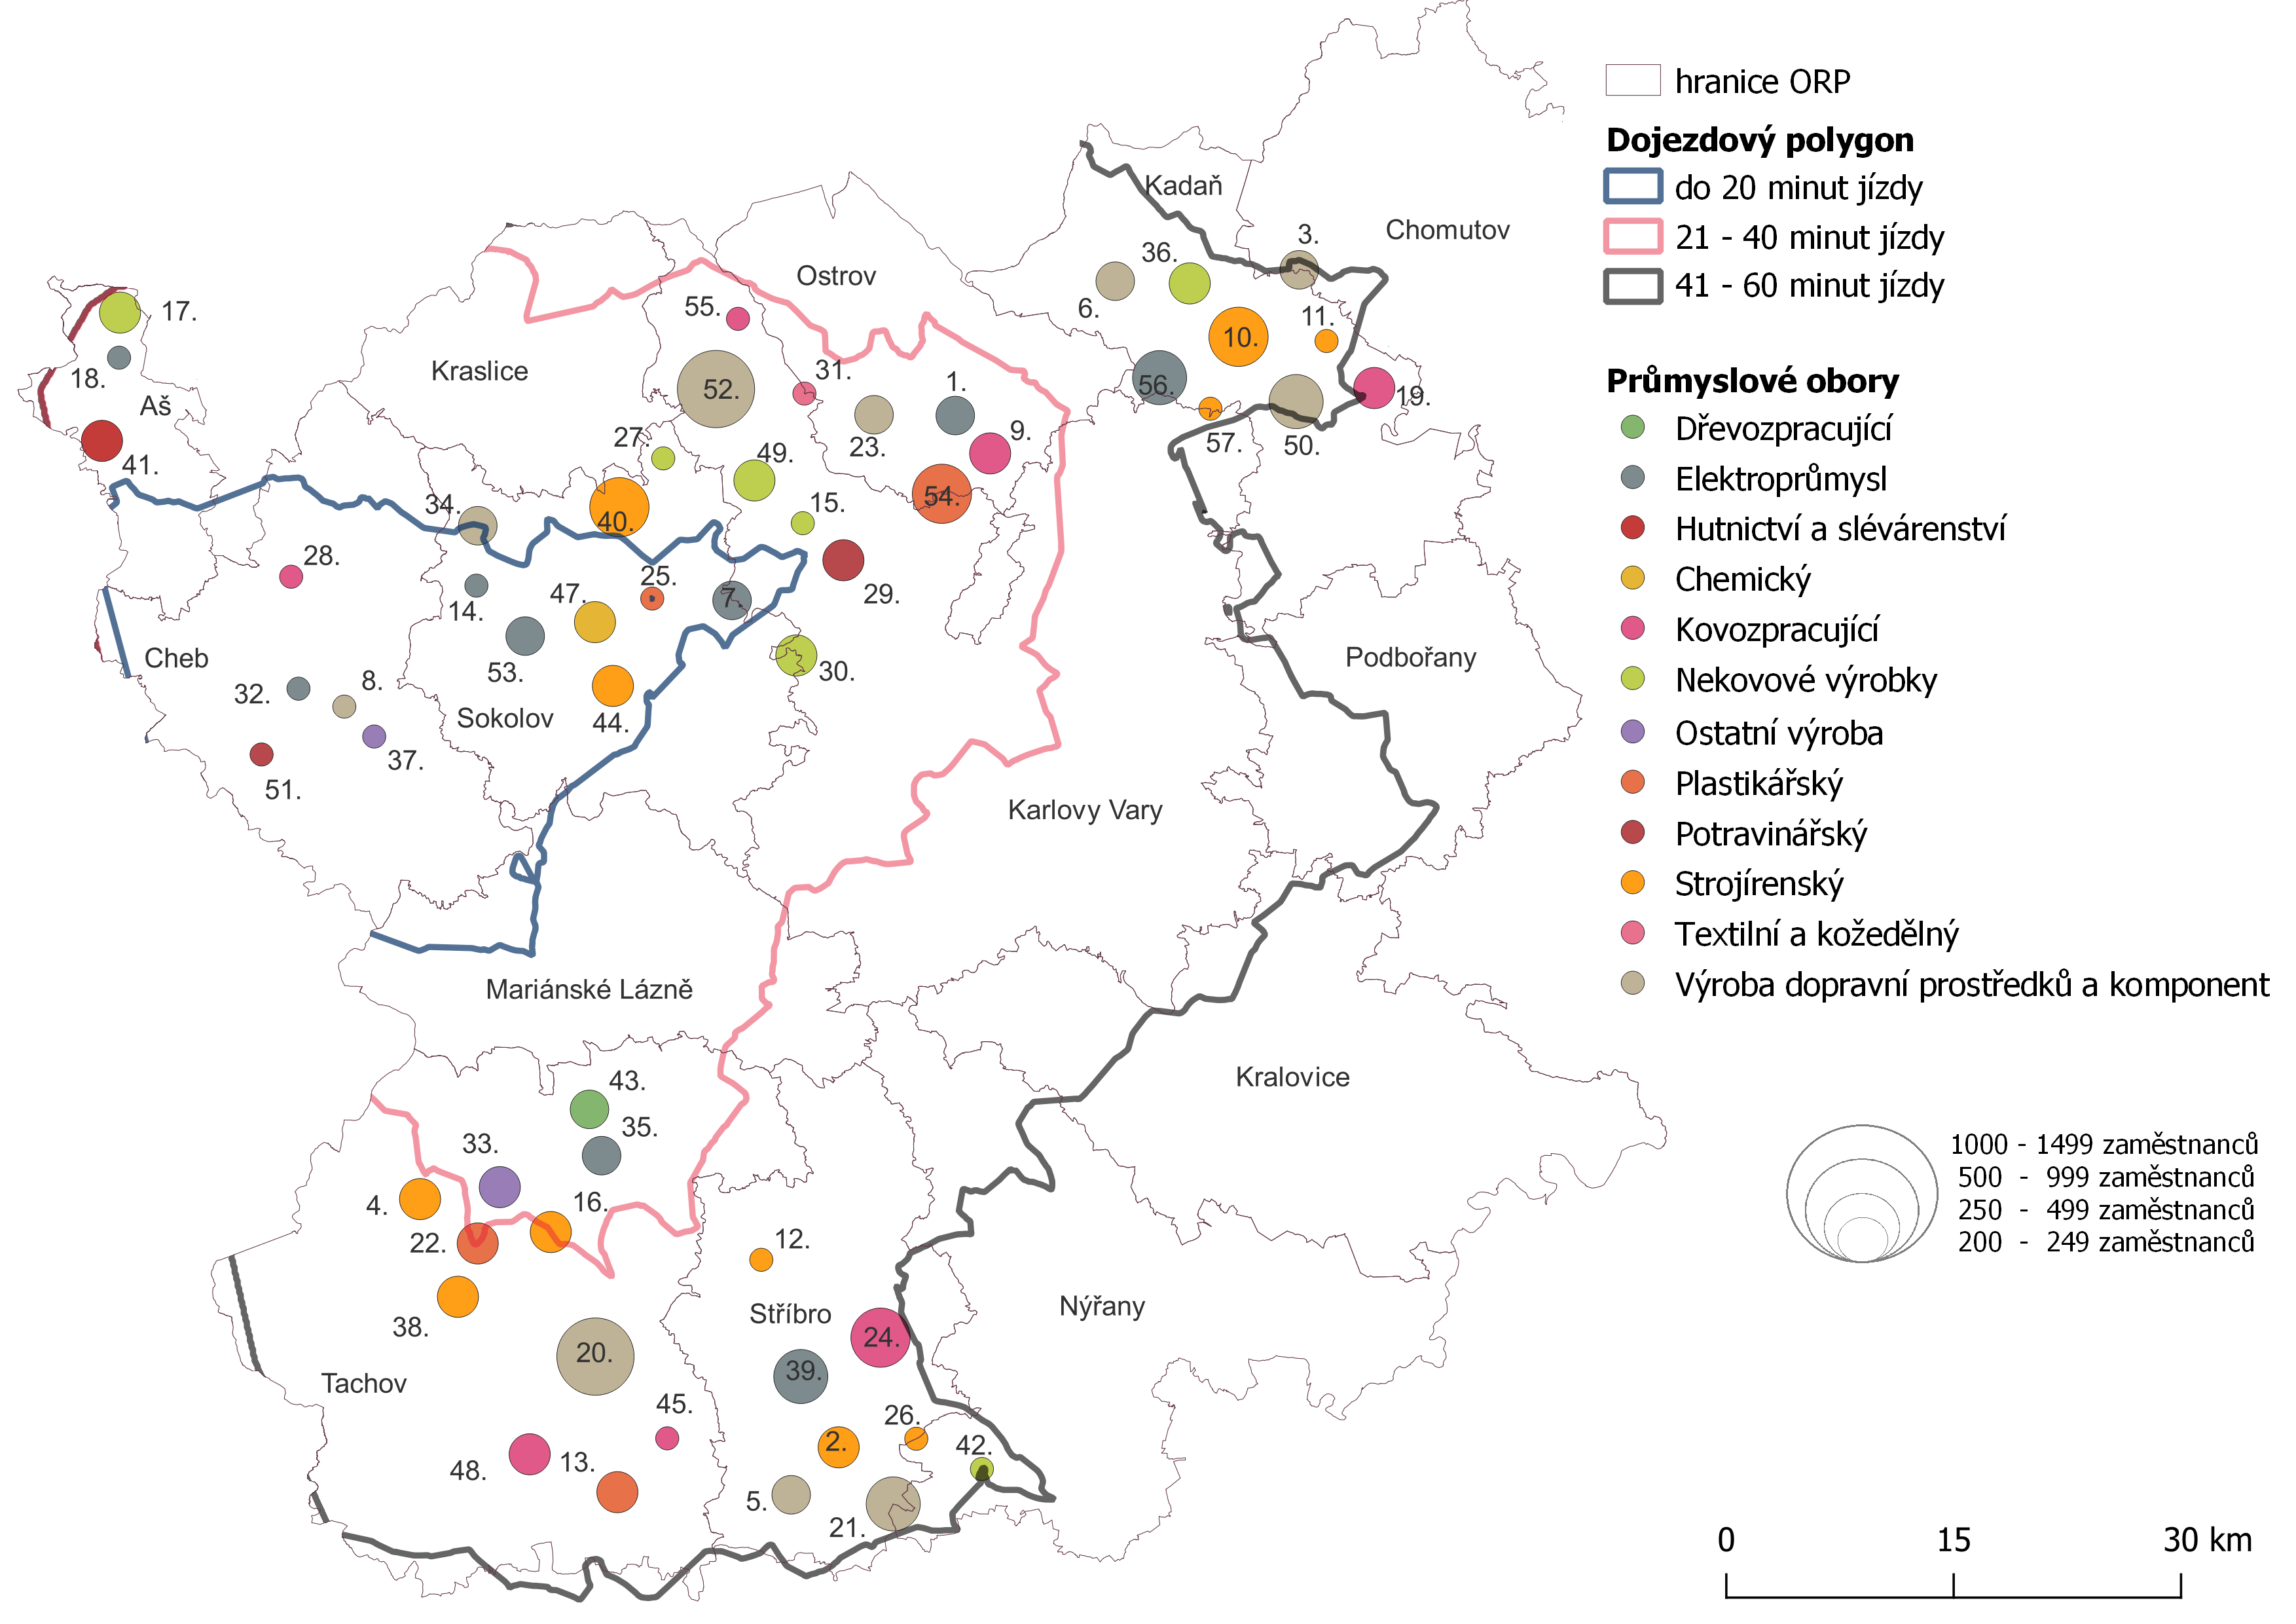 hranice ORP
Dojezdový polygon
do 20 minut jízdy
21 - 40 minut jízdy
41 - 60 minut jízdy
Průmyslové obory
Dřevozpracující
Elektroprůmysl
Hutnictví a slévárenství
Chemický
Kovozpracující
Nekovové výrobky
Ostatní výroba
Plastikářský
Potravinářský
Strojírenský
Textilní a kožedělný
Výroba dopravní prostředků a komponent
1000 - 1499 zaměstnanců
500 - 999 zaměstnanců
250 - 499 zaměstnanců
200 - 249 zaměstnanců
0 15 30 km
Kadaň
Chomutov
3.
36.
Ostrov
6.
55.
17.
11.
10.
Kraslice
31.
1.
18.
52.
56.
19.
Aš
9.
27.
23.
57.
50.
49.
41.
54.
34.
15.
40.
28.
25.
29.
47.
7.
14.
Cheb
Podbořany
53.
30.
8.
32.
Sokolov
44.
37.
51.
Karlovy Vary
Mariánské Lázně
43.
Kralovice
35.
33.
16.
4.
22.
12.
Nýřany
Stříbro
38.
24.
20.
39.
Tachov
45.
26.
2.
42.
48.
13.
5.
21.